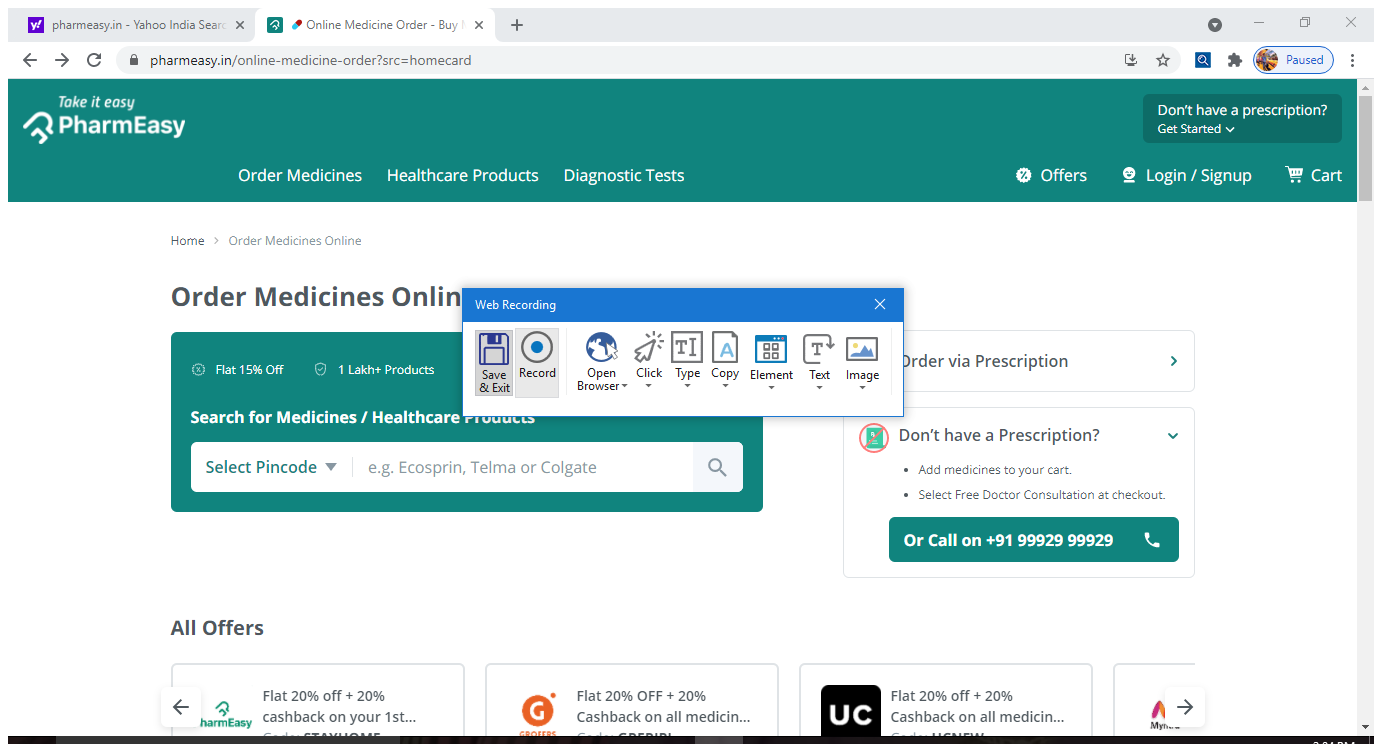 pharmeasy.in - Yahoo India Sear
Online Medicine Order - Buy
pharmeasy.in/online-medicine-order?src=homecard
Paused
Take it easy
PharmEasy
Don't have a prescription?
Get Started
Order Medicines
Healthcare Products
Diagnostic Tests
Offers
Login / Signup
Cart
Home > Order Medicines Online
Order Medicines Onlin
Web Recording
Save & Exit
Record
Open Browser
Click
Type
Copy
Element
Text
Image
Flat 15% Off
1 Lakh+ Products
Search for Medicines / Healthcare Products
Select Pincode
e.g. Ecosprin, Telma or Colgate
Order via Prescription
Don't have a Prescription?
• Add medicines to your cart.
• Select Free Doctor Consultation at checkout.
Or Call on +91 99929 99929
All Offers
harmEasy
Flat 20% off + 20%
cashback on your 1st...
Code: STAYHOME
G
GROFERS
Flat 20% OFF + 20%
Cashback on all medicin...
UC
Flat 20% off + 20%
Cashback on all medicin...
Code: UCNEW